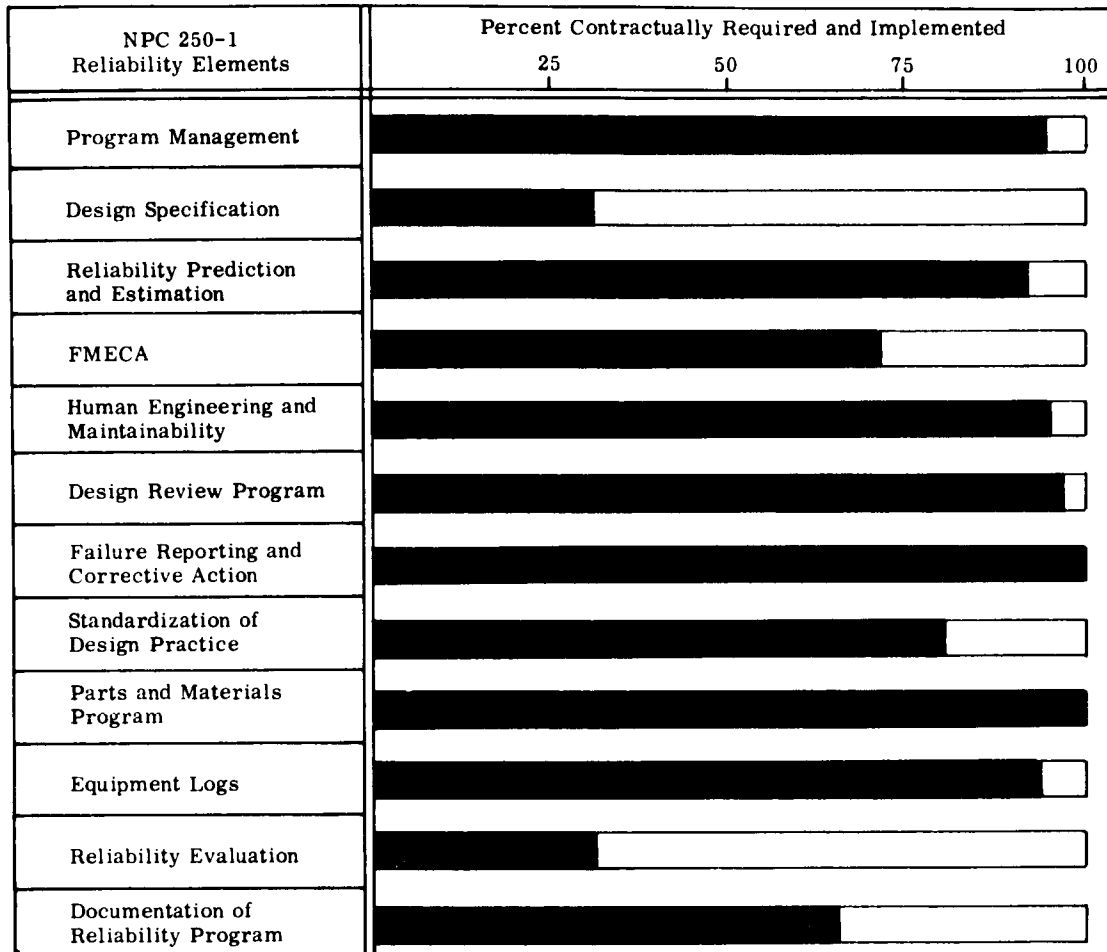 NPC 250-1
Reliability Elements
Percent Contractually Required and Implemented
25 50 75 100
Program Management
Design Specification
Reliability Prediction
and Estimation
FMECA
Human Engineering and
Maintainability
Design Review Program
Failure Reporting and
Corrective Action
Standardization of
Design Practice
Parts and Materials
Program
Equipment Logs
Reliability Evaluation
Documentation of
Reliability Program